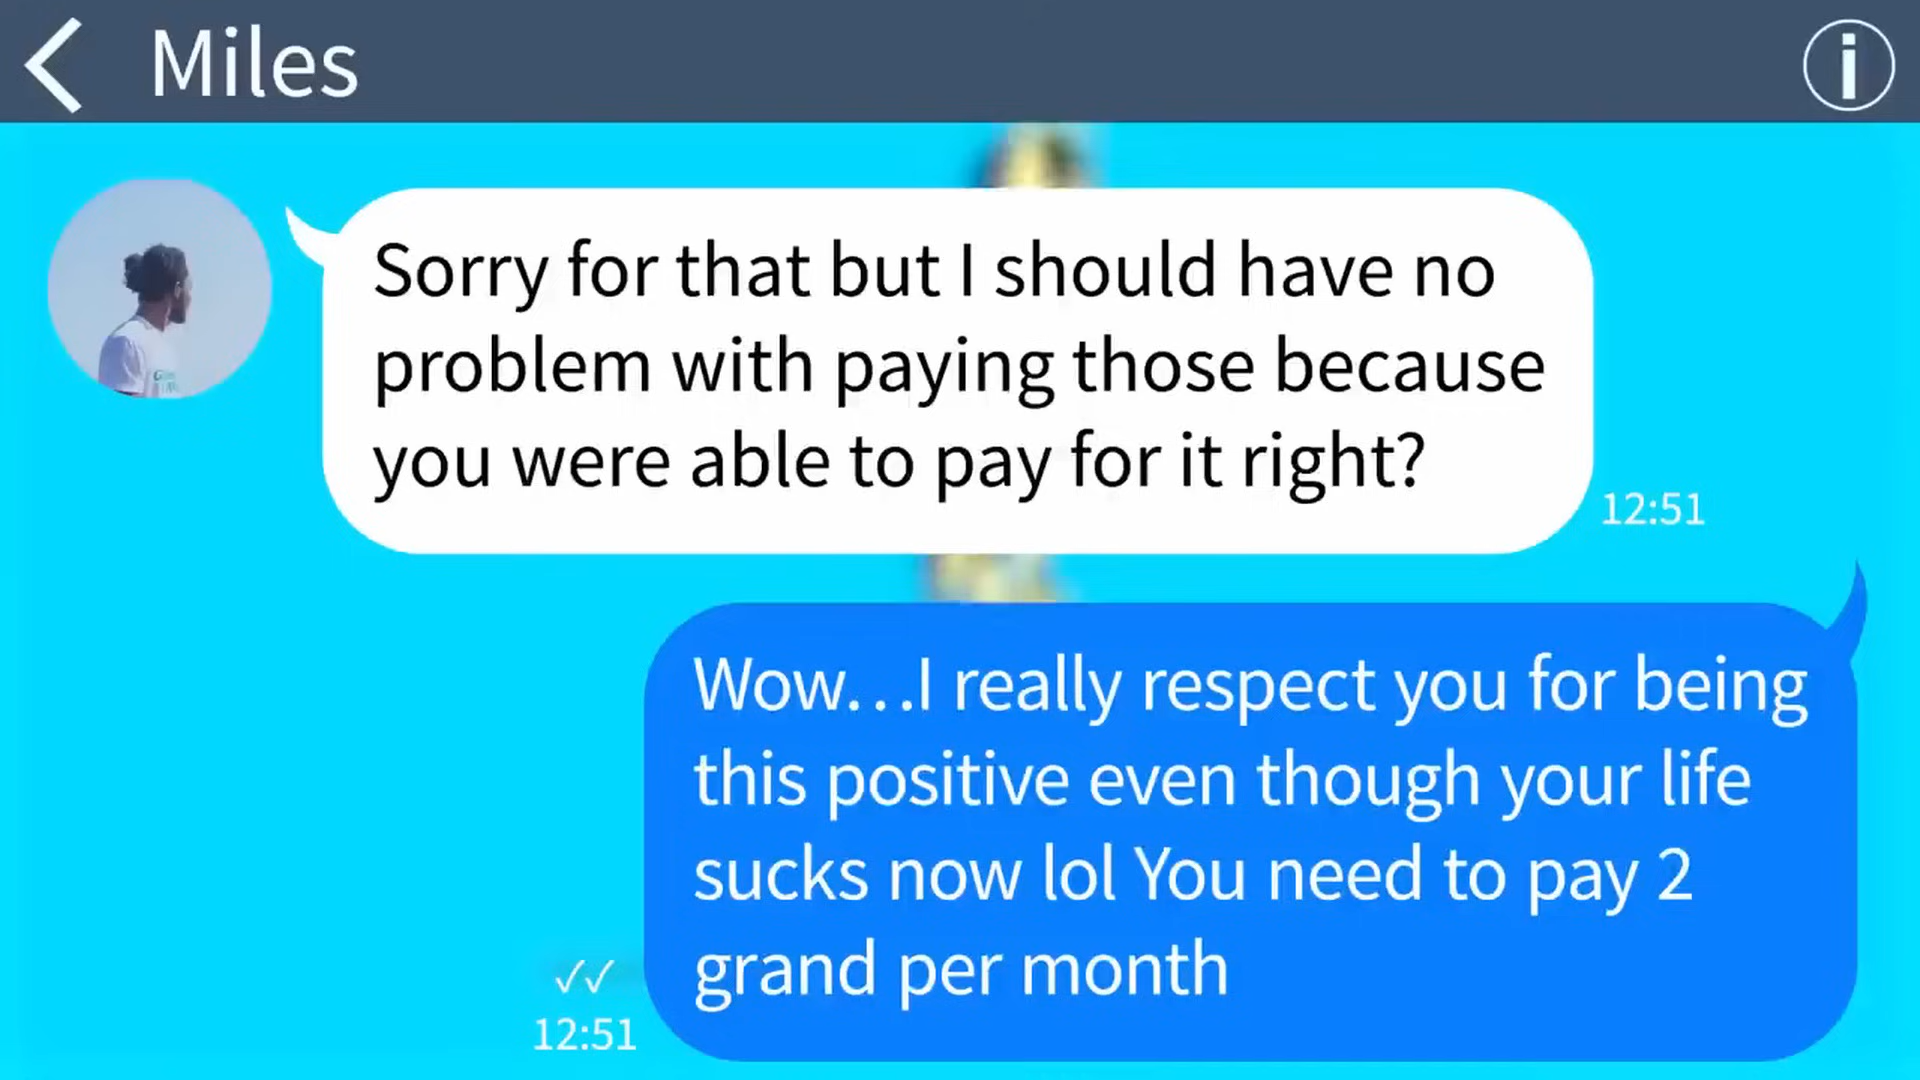 Miles
Sorry for that but I should have no
problem with paying those because
you were able to pay for it right?
12:51
Wow...I really respect you for being
this positive even though your life
sucks now lol You need to pay 2
grand per month
12:51